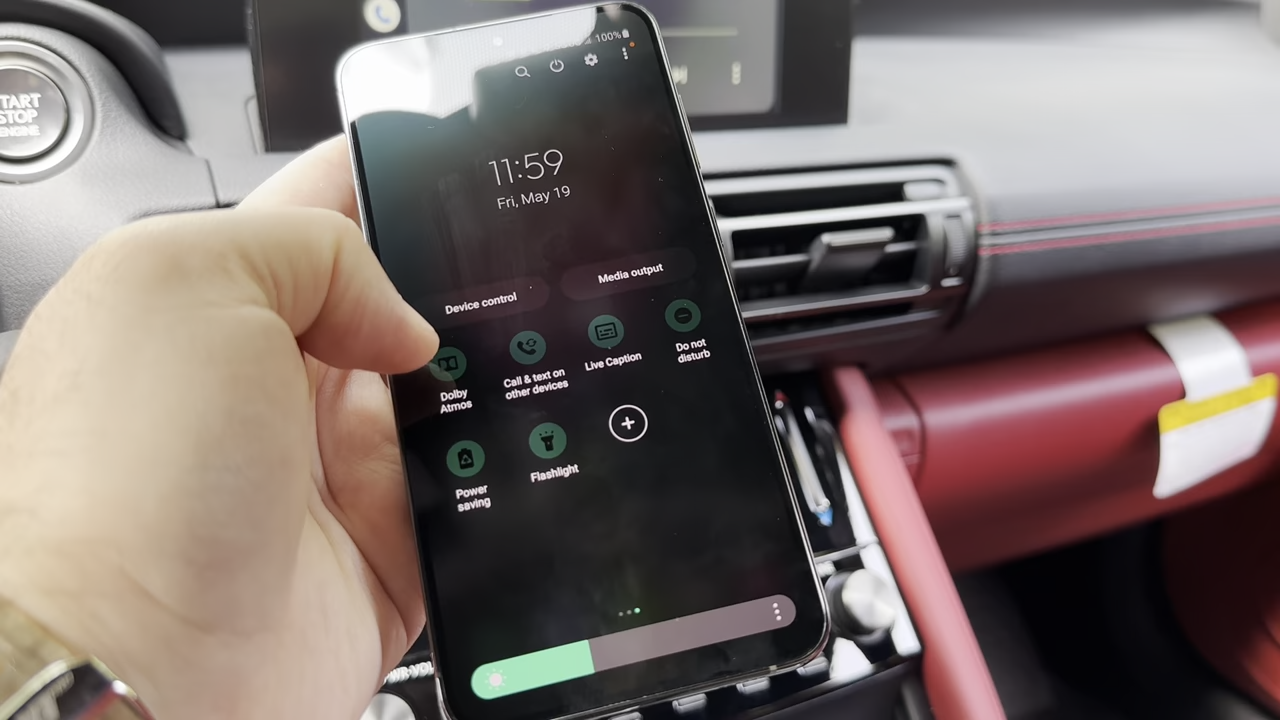 START
STOP
ENGINE
100%
11:59
Fri, May 19
Device control
Media output
Dolby
Atmos
Call & text on
other devices
Live Caption
Do not
disturb
Power
saving
Flashlight